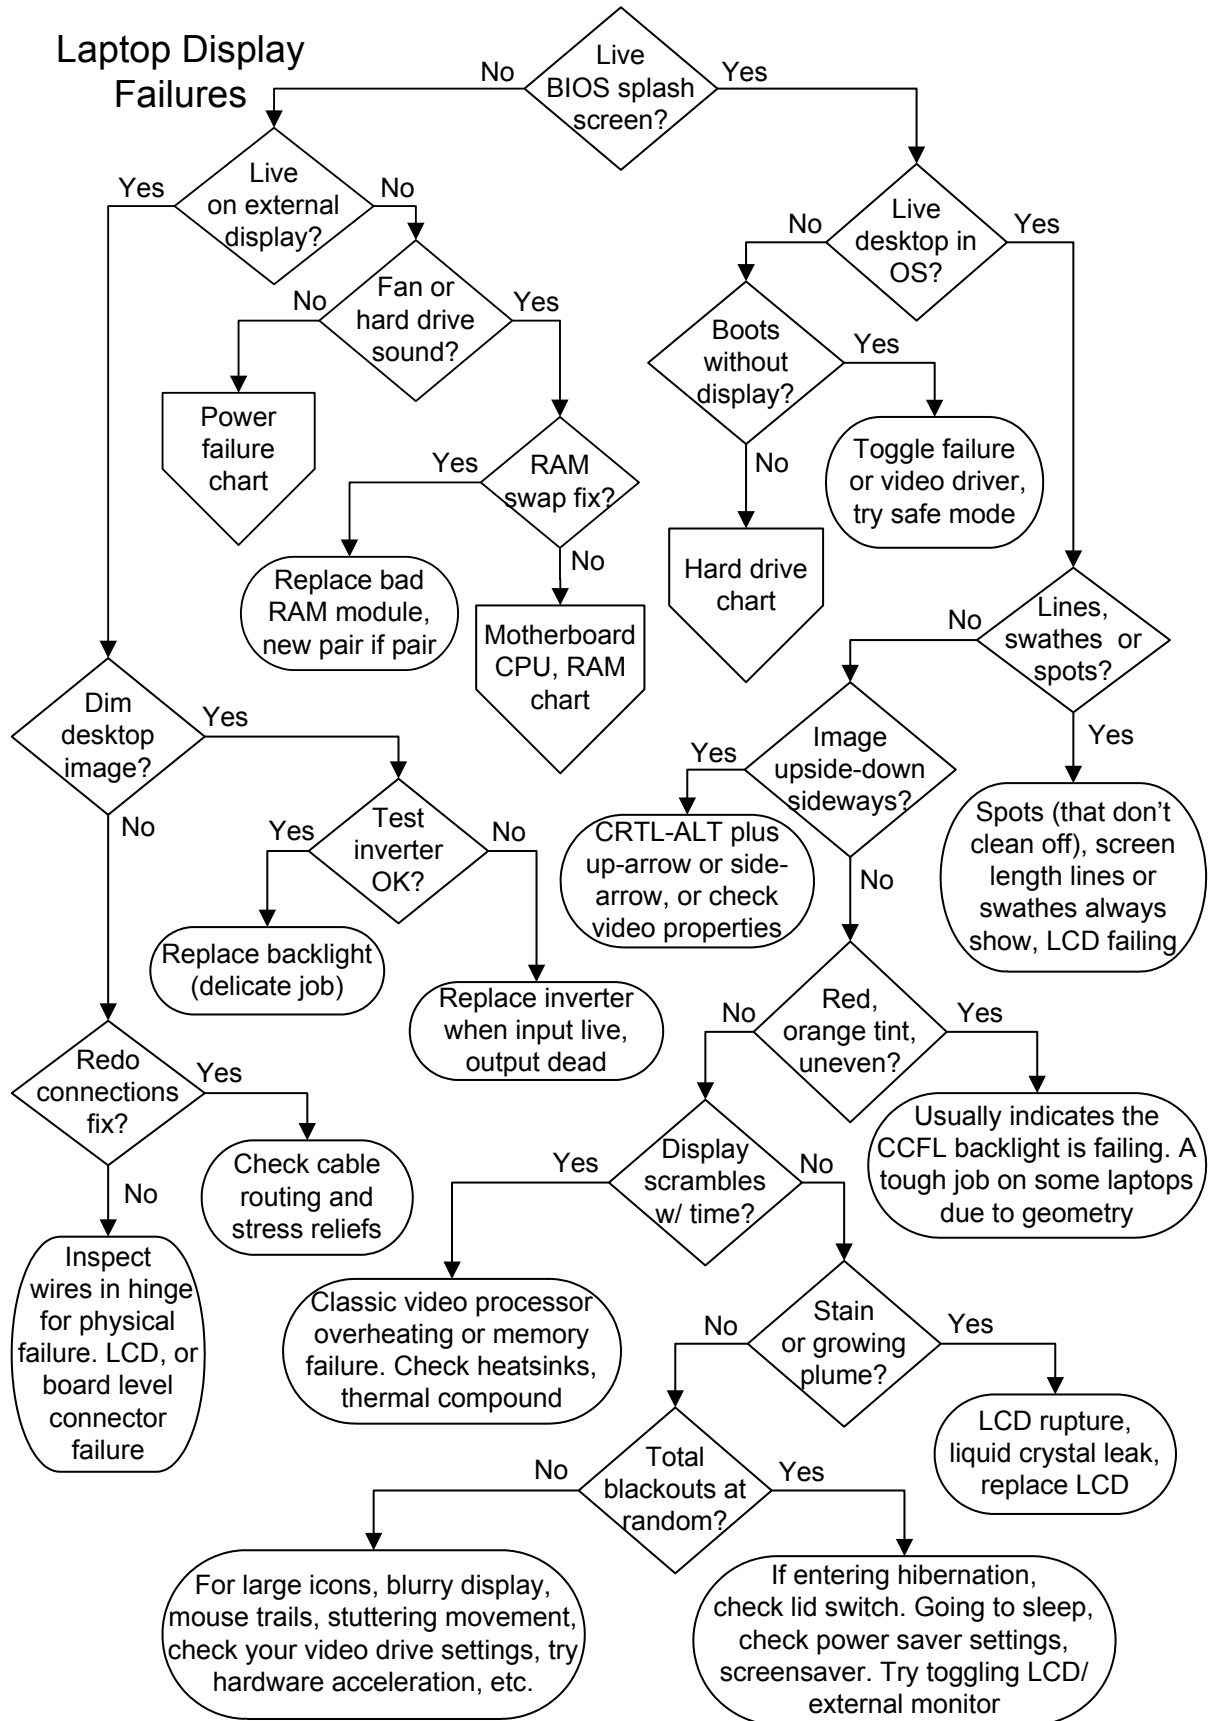 Laptop Display
Failures
Live
BIOS splash
screen?
No
Yes
Live
on external
display?
Yes
No
Live
desktop in
OS?
No
Yes
Fan or
hard drive
sound?
No
Yes
Boots
without
display?
Yes
No
Power
failure
chart
RAM
swap fix?
Yes
No
Toggle failure
or video driver,
try safe mode
Hard drive
chart
Replace bad
RAM module,
new pair if pair
Motherboard
CPU, RAM
chart
Lines,
swathes or
spots?
No
Yes
Dim
desktop
image?
Yes
No
Image
upside-down
sideways?
Yes
No
Test
inverter
OK?
Yes
No
CRTL-ALT plus
up-arrow or side-
arrow, or check
video properties
Spots (that don’t
clean off), screen
length lines or
swathes always
show, LCD failing
Replace backlight
(delicate job)
Replace inverter
when input live,
output dead
Red,
orange tint,
uneven?
No
Yes
Redo
connections
fix?
Yes
No
Check cable
routing and
stress reliefs
Display
scrambles
w/ time?
Yes
No
Usually indicates the
CCFL backlight is failing. A
tough job on some laptops
due to geometry
Inspect
wires in hinge
for physical
failure. LCD, or
board level
connector
failure
Classic video processor
overheating or memory
failure. Check heatsinks,
thermal compound
Stain
or growing
plume?
No
Yes
LCD rupture,
liquid crystal leak,
replace LCD
Total
blackouts at
random?
No
Yes
For large icons, blurry display,
mouse trails, stuttering movement,
check your video drive settings, try
hardware acceleration, etc.
If entering hibernation,
check lid switch. Going to sleep,
check power saver settings,
screensaver. Try toggling LCD/
external monitor